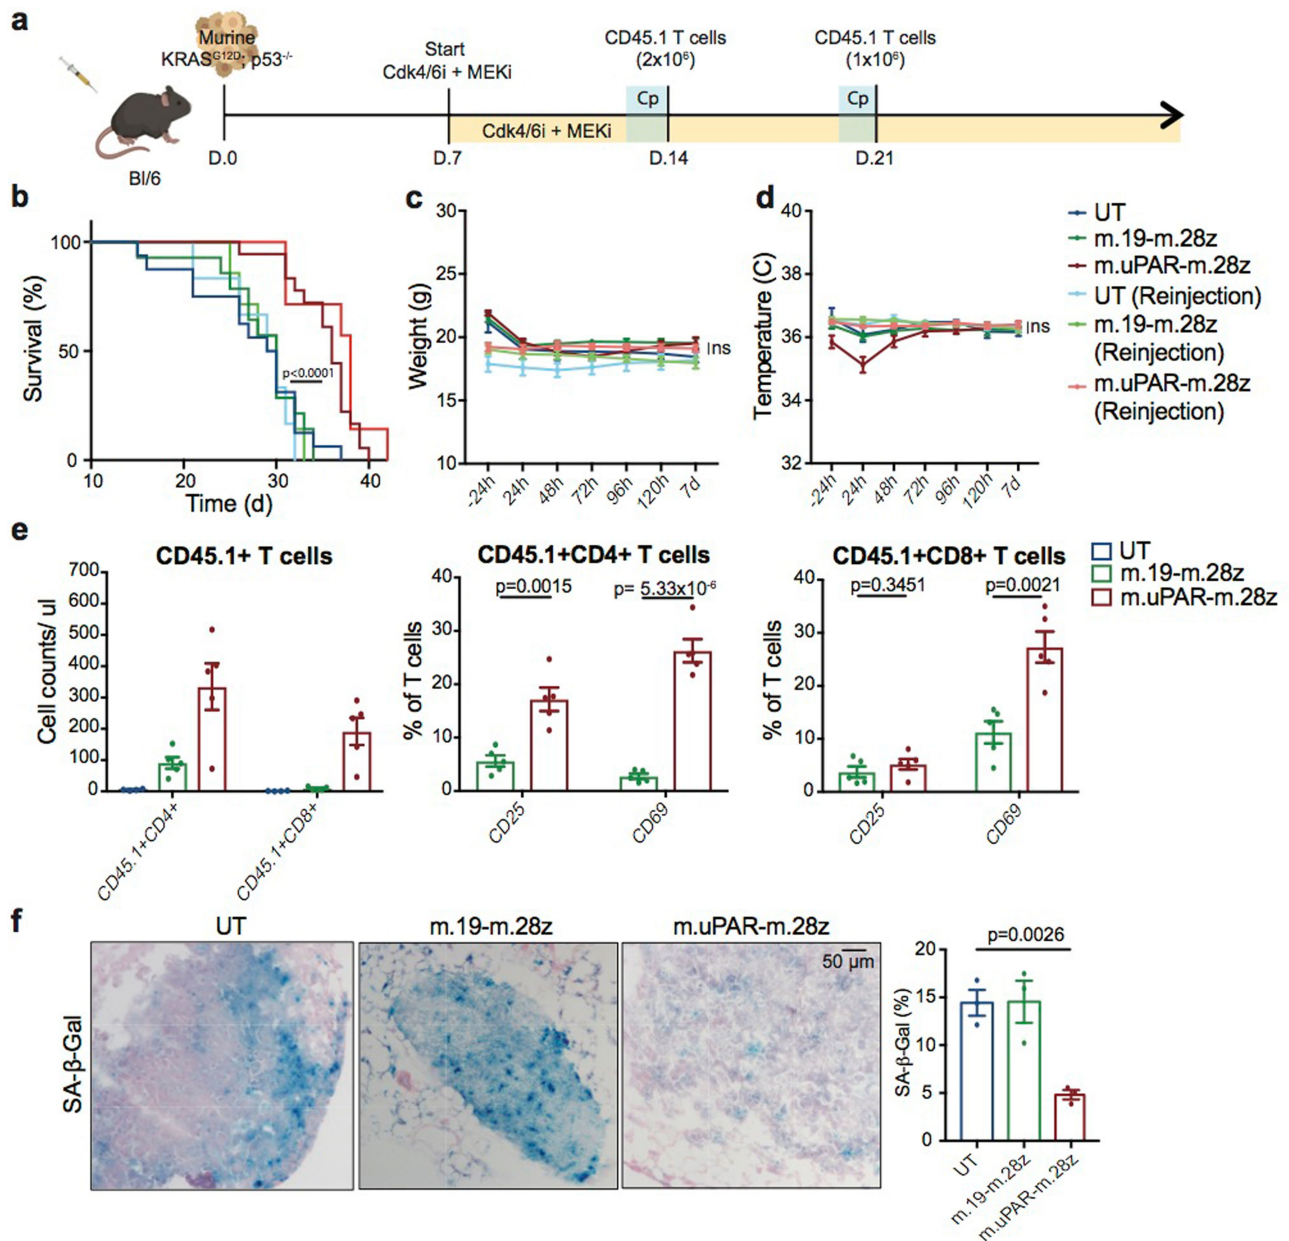 a
Murine
KRASG12D; p53-/-
Start
Cdk4/6i + MEKi
CD45.1 T cells
(2x10⁶)
CD45.1 T cells
(1x10⁶)
Cp
Cp
Cdk4/6i + MEKi
D.0
D.7
D.14
D.21
Bl/6
b
Survival (%)
100
50
0
p<0.0001
10
20
30
40
Time (d)
c
Weight (g)
30
25
20
15
10
ns
-24h
24h
48h
72h
96h
120h
7d
d
Temperature (C)
40
38
36
34
32
ns
-24h
24h
48h
72h
96h
120h
7d
UT
m.19-m.28z
m.uPAR-m.28z
UT (Reinjection)
m.19-m.28z
(Reinjection)
m.uPAR-m.28z
(Reinjection)
e
CD45.1+ T cells
Cell counts/ ul
700
600
500
400
300
200
100
0
CD45.1+CD4+
CD45.1+CD8+
CD45.1+CD4+ T cells
% of T cells
40
30
20
10
0
p=0.0015
p= 5.33x10⁻⁶
CD25
CD69
CD45.1+CD8+ T cells
% of T cells
40
30
20
10
0
p=0.3451
p=0.0021
CD25
CD69
UT
m.19-m.28z
m.uPAR-m.28z
f
UT
m.19-m.28z
m.uPAR-m.28z
SA-β-Gal
50 µm
SA-β-Gal (%)
20
15
10
5
0
p=0.0026
UT
m.19-m.28z
m.uPAR-m.28z